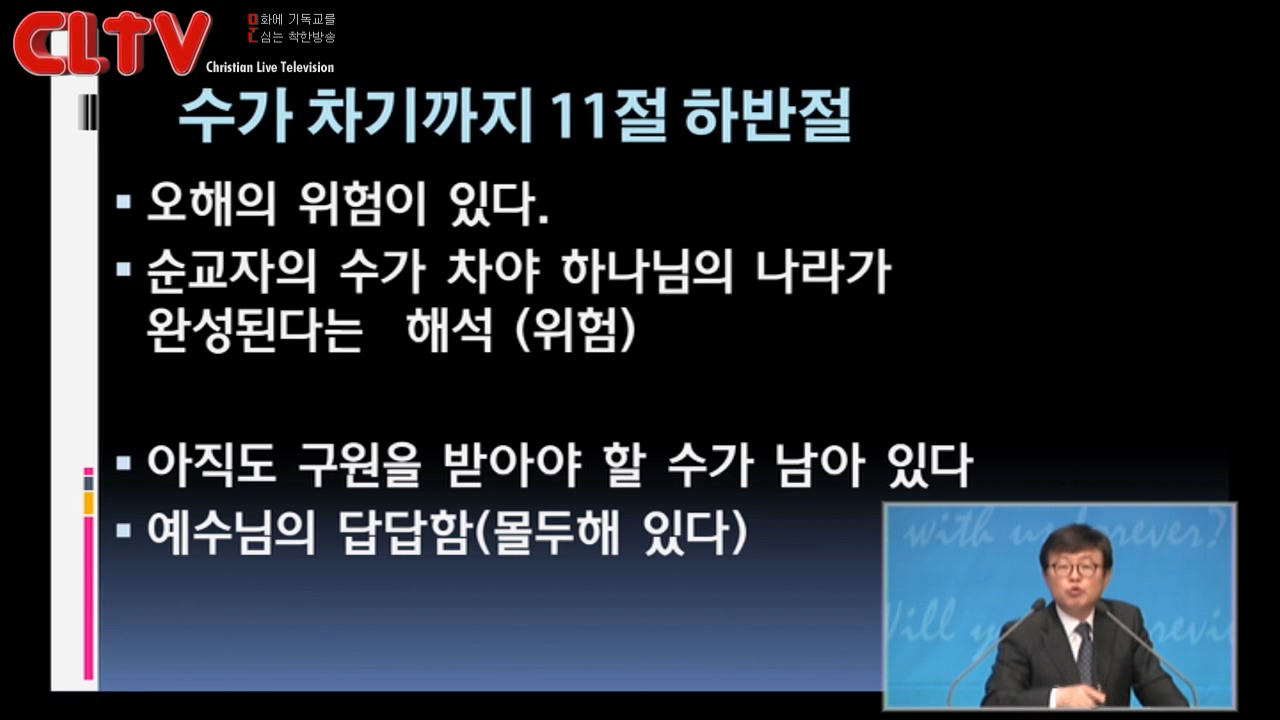 CLTV
문화에 기독교를
심는 착한방송
Christian Live Television
수가 차기까지 11절 하반절
오해의 위험이 있다.
순교자의 수가 차야 하나님의 나라가
완성된다는 해석 (위험)
아직도 구원을 받아야 할 수가 남아 있다
예수님의 답답함(몰두해 있다)
with
Will